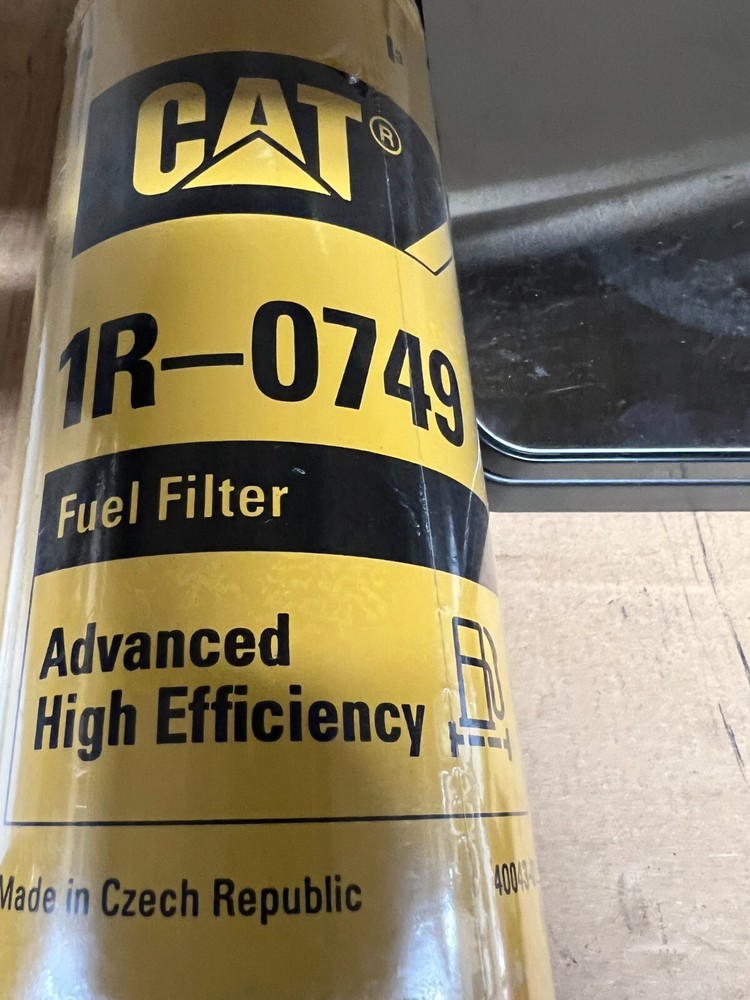 CAT®
1R–0749
Fuel Filter
Advanced
High Efficiency
Made in Czech Republic